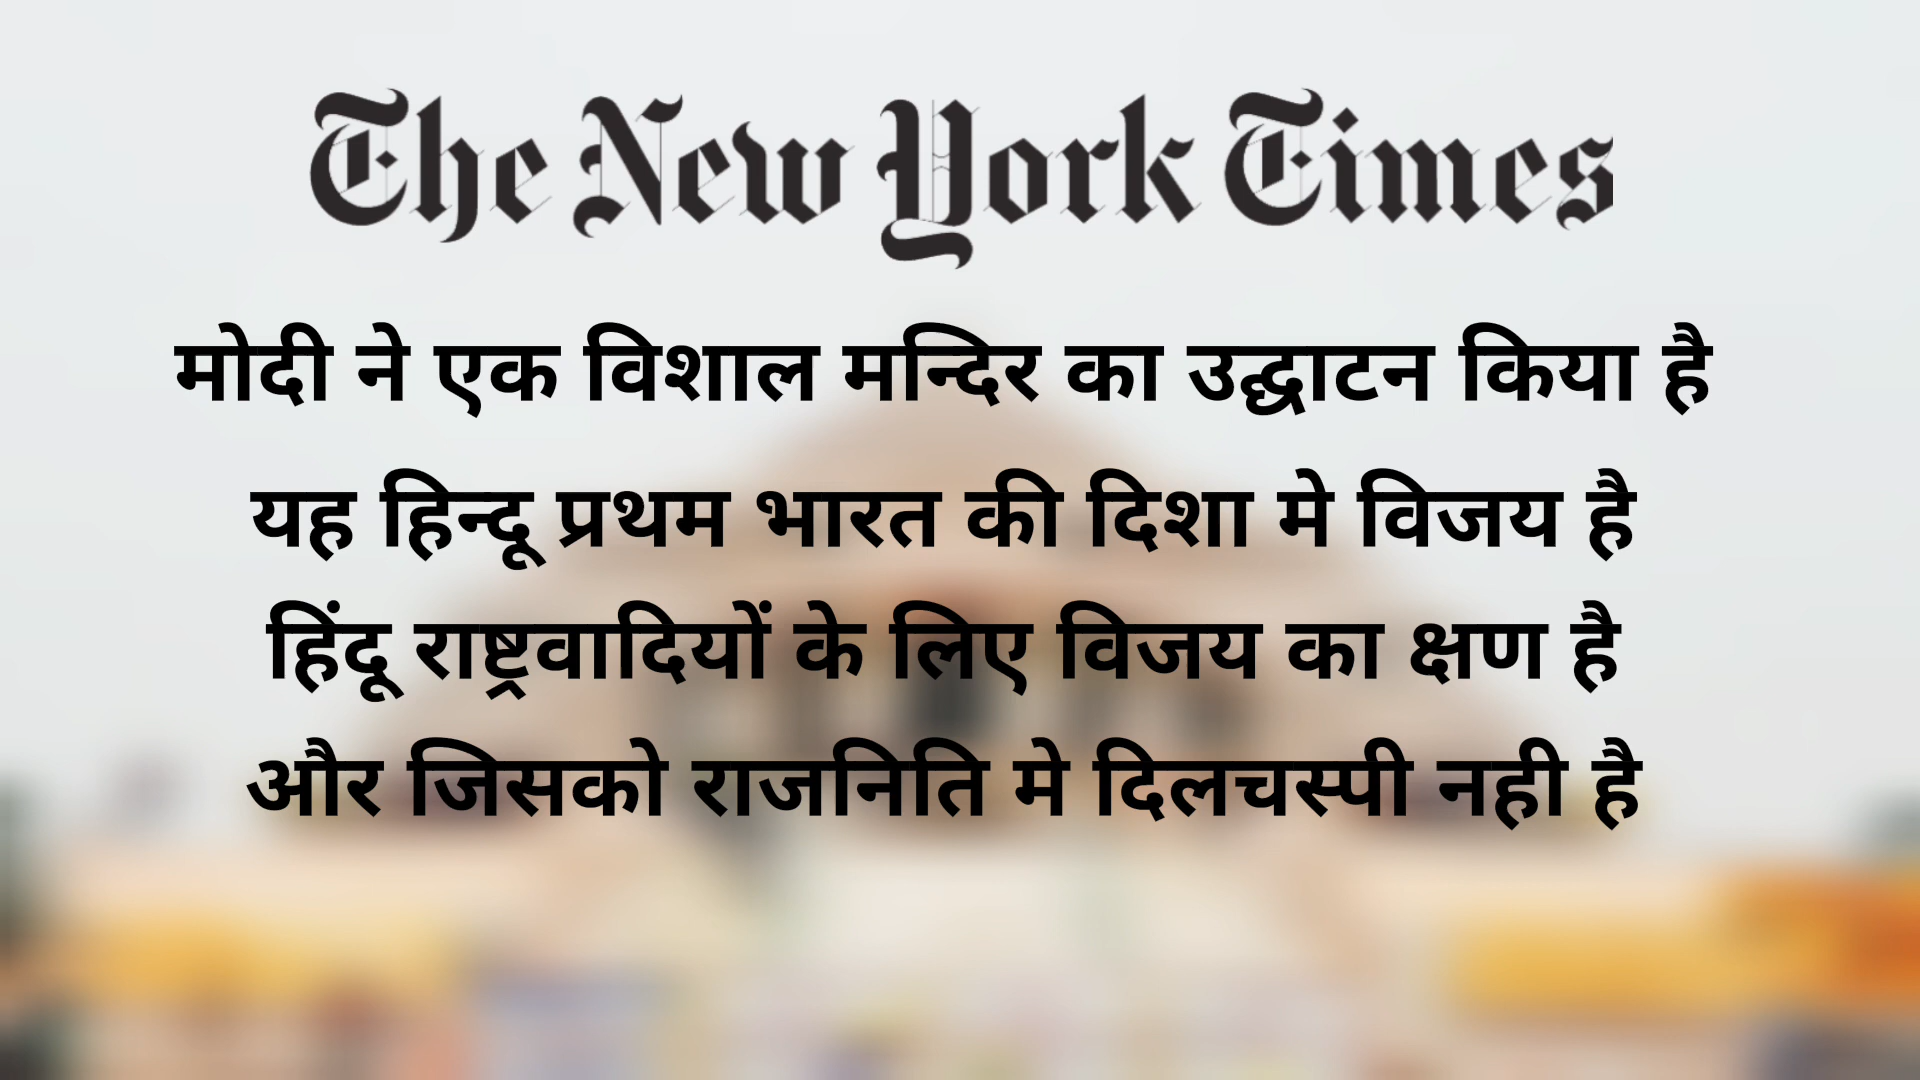 The New York Times
मोदी ने एक विशाल मन्दिर का उद्घाटन किया है
यह हिन्दू प्रथम भारत की दिशा मे विजय है
हिंदू राष्ट्रवादियों के लिए विजय का क्षण है
और जिसको राजनिति मे दिलचस्पी नही है